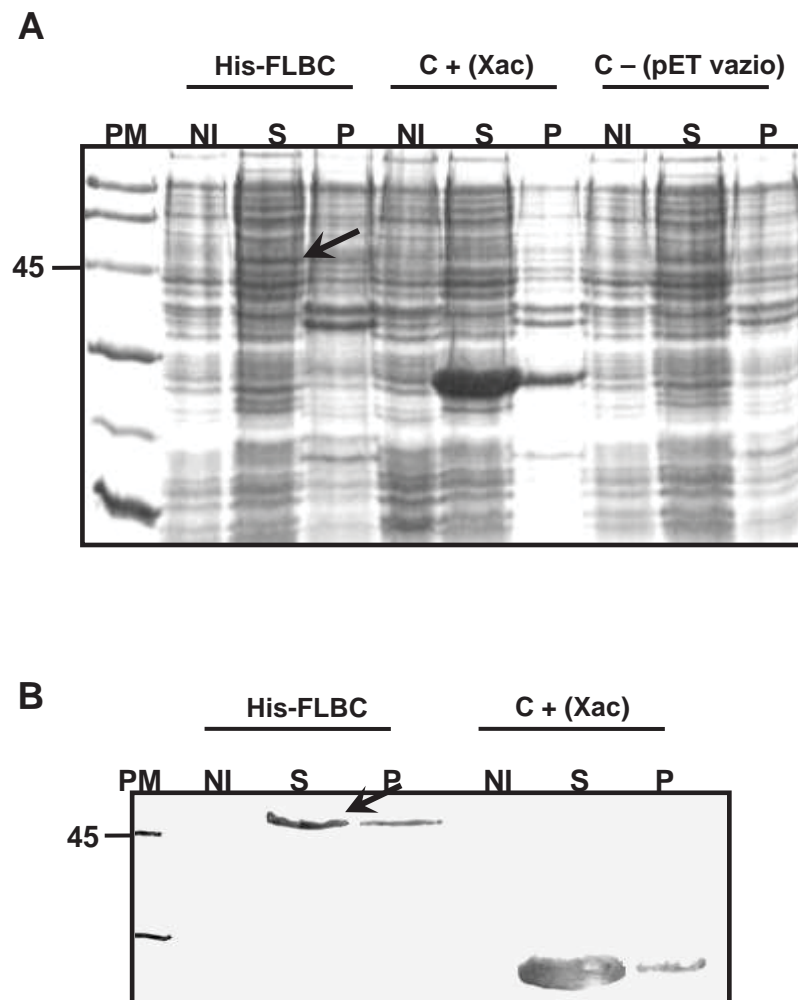 A
His-FLBC C + (Xac) C – (pET vazio)
PM NI S P NI S P NI S P
45
B
His-FLBC C + (Xac)
PM NI S P NI S P
45